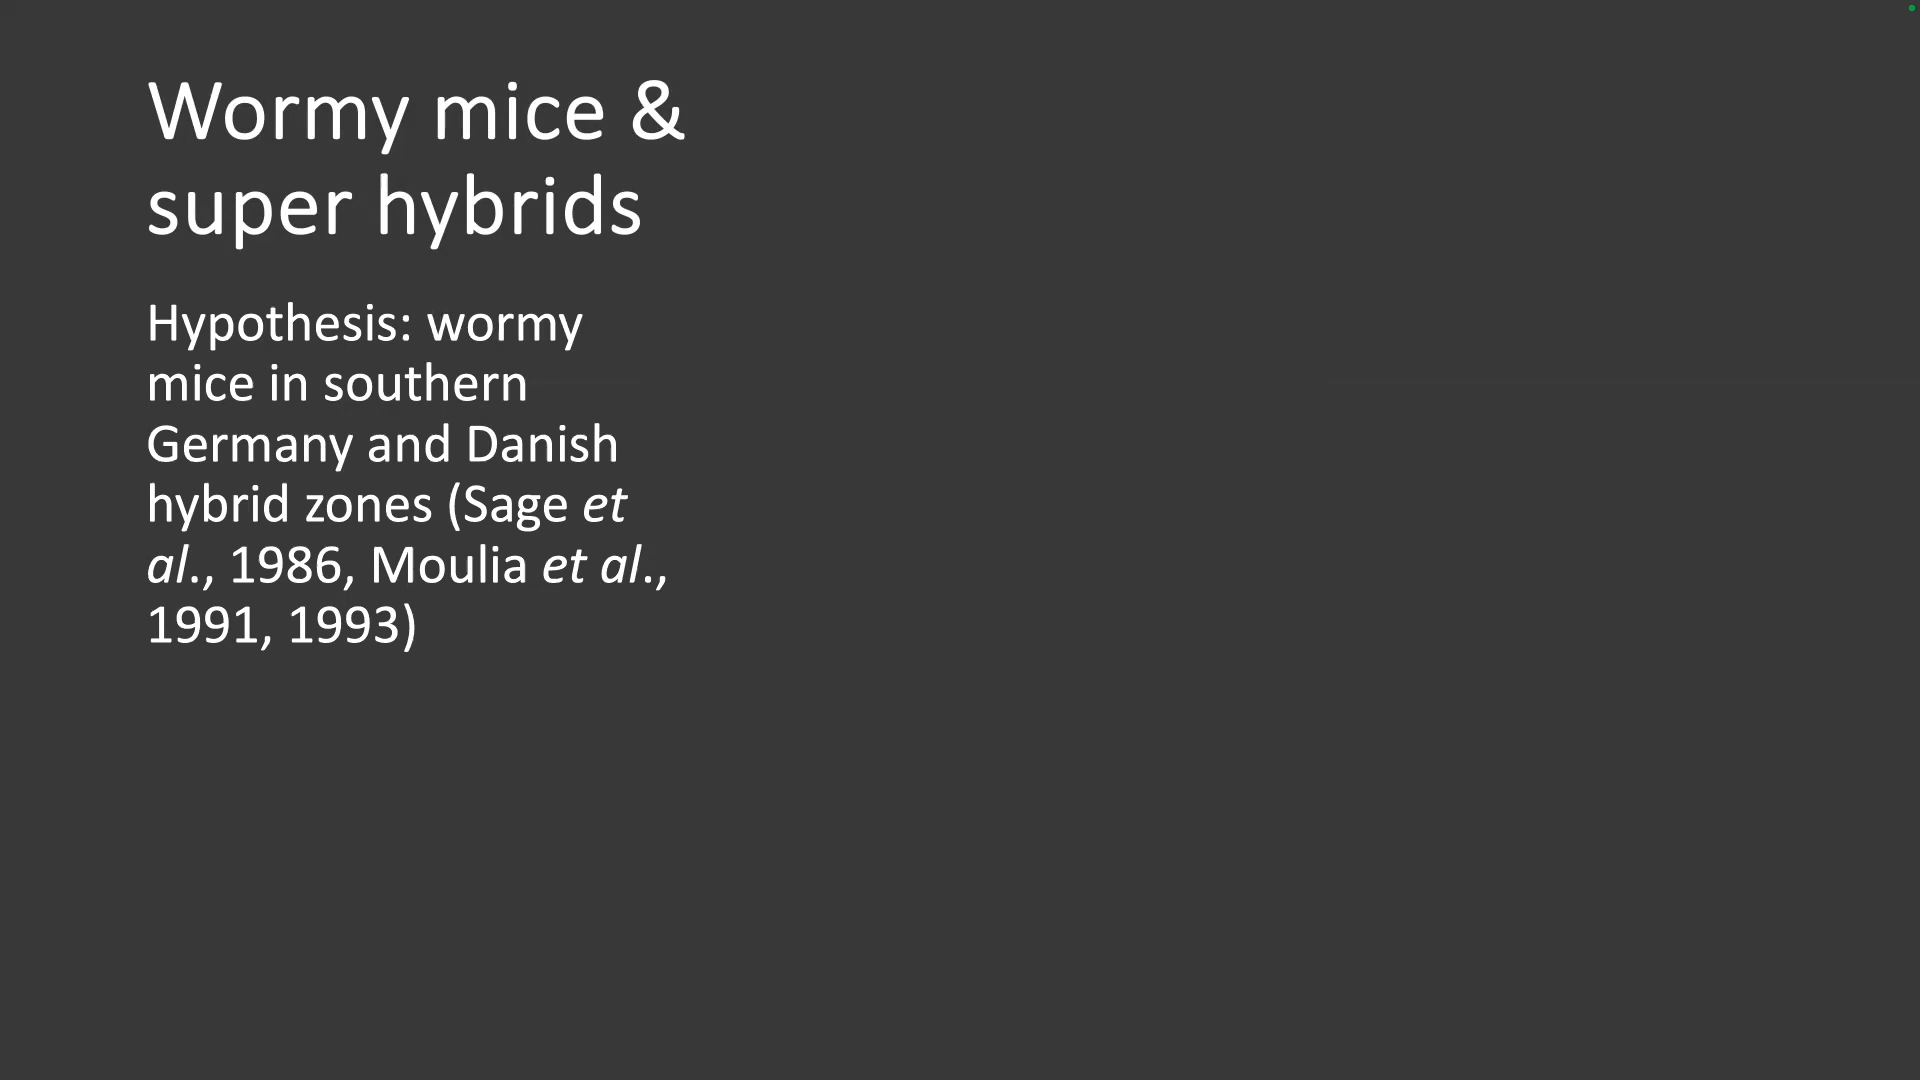 Wormy mice &
super hybrids
Hypothesis: wormy
mice in southern
Germany and Danish
hybrid zones (Sage et
al., 1986, Moulia et al.,
1991, 1993)